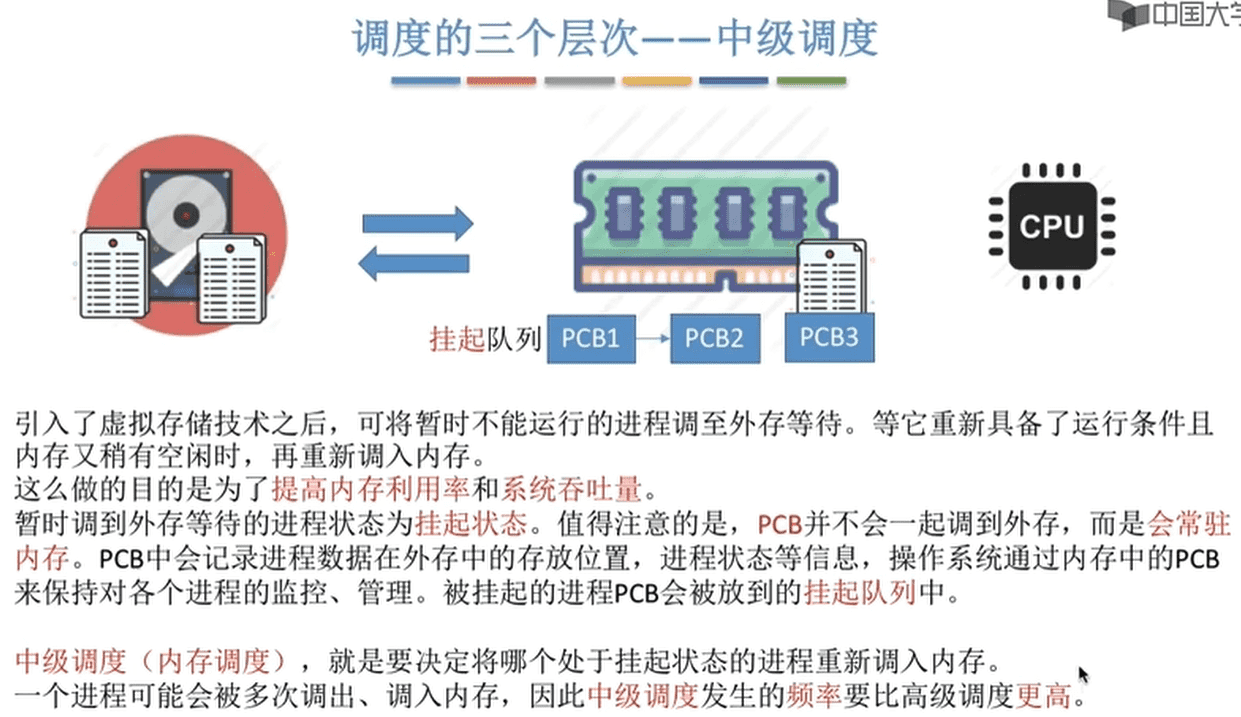 中国大学
调度的三个层次——中级调度
CPU
挂起队列 PCB1 PCB2 PCB3
引入了虚拟存储技术之后，可将暂时不能运行的进程调至外存等待。等它重新具备了运行条件且
内存又稍有空闲时，再重新调入内存。
这么做的目的是为了提高内存利用率和系统吞吐量。
暂时调到外存等待的进程状态为挂起状态。值得注意的是，PCB并不会一起调到外存，而是会常驻
内存。PCB中会记录进程数据在外存中的存放位置，进程状态等信息，操作系统通过内存中的PCB
来保持对各个进程的监控、管理。被挂起的进程PCB会被放到的挂起队列中。
中级调度（内存调度），就是要决定将哪个处于挂起状态的进程重新调入内存。
一个进程可能会被多次调出、调入内存，因此中级调度发生的频率要比高级调度更高。